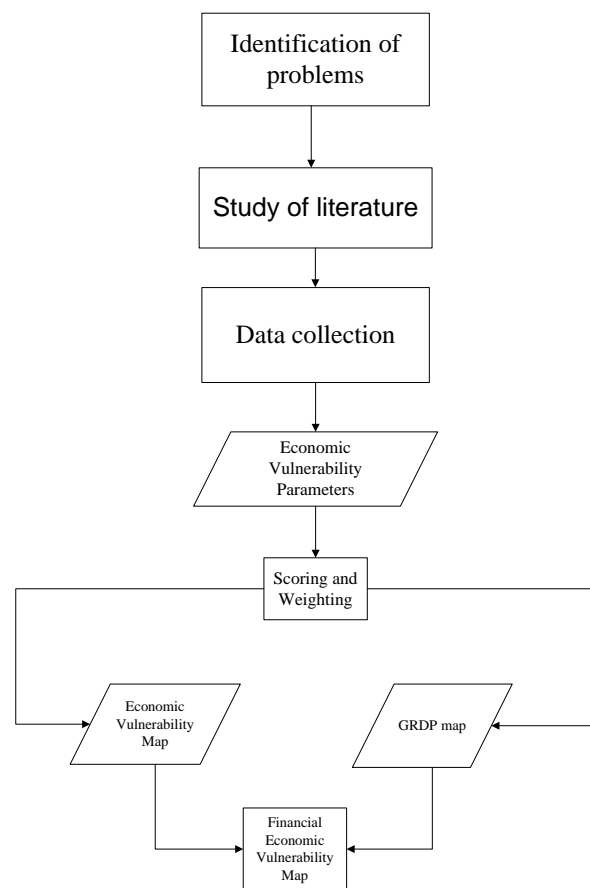 Identification of
problems
Study of literature
Data collection
Economic
Vulnerability
Parameters
Scoring and
Weighting
Economic
Vulnerability
Map
GRDP map
Financial
Economic
Vulnerability
Map